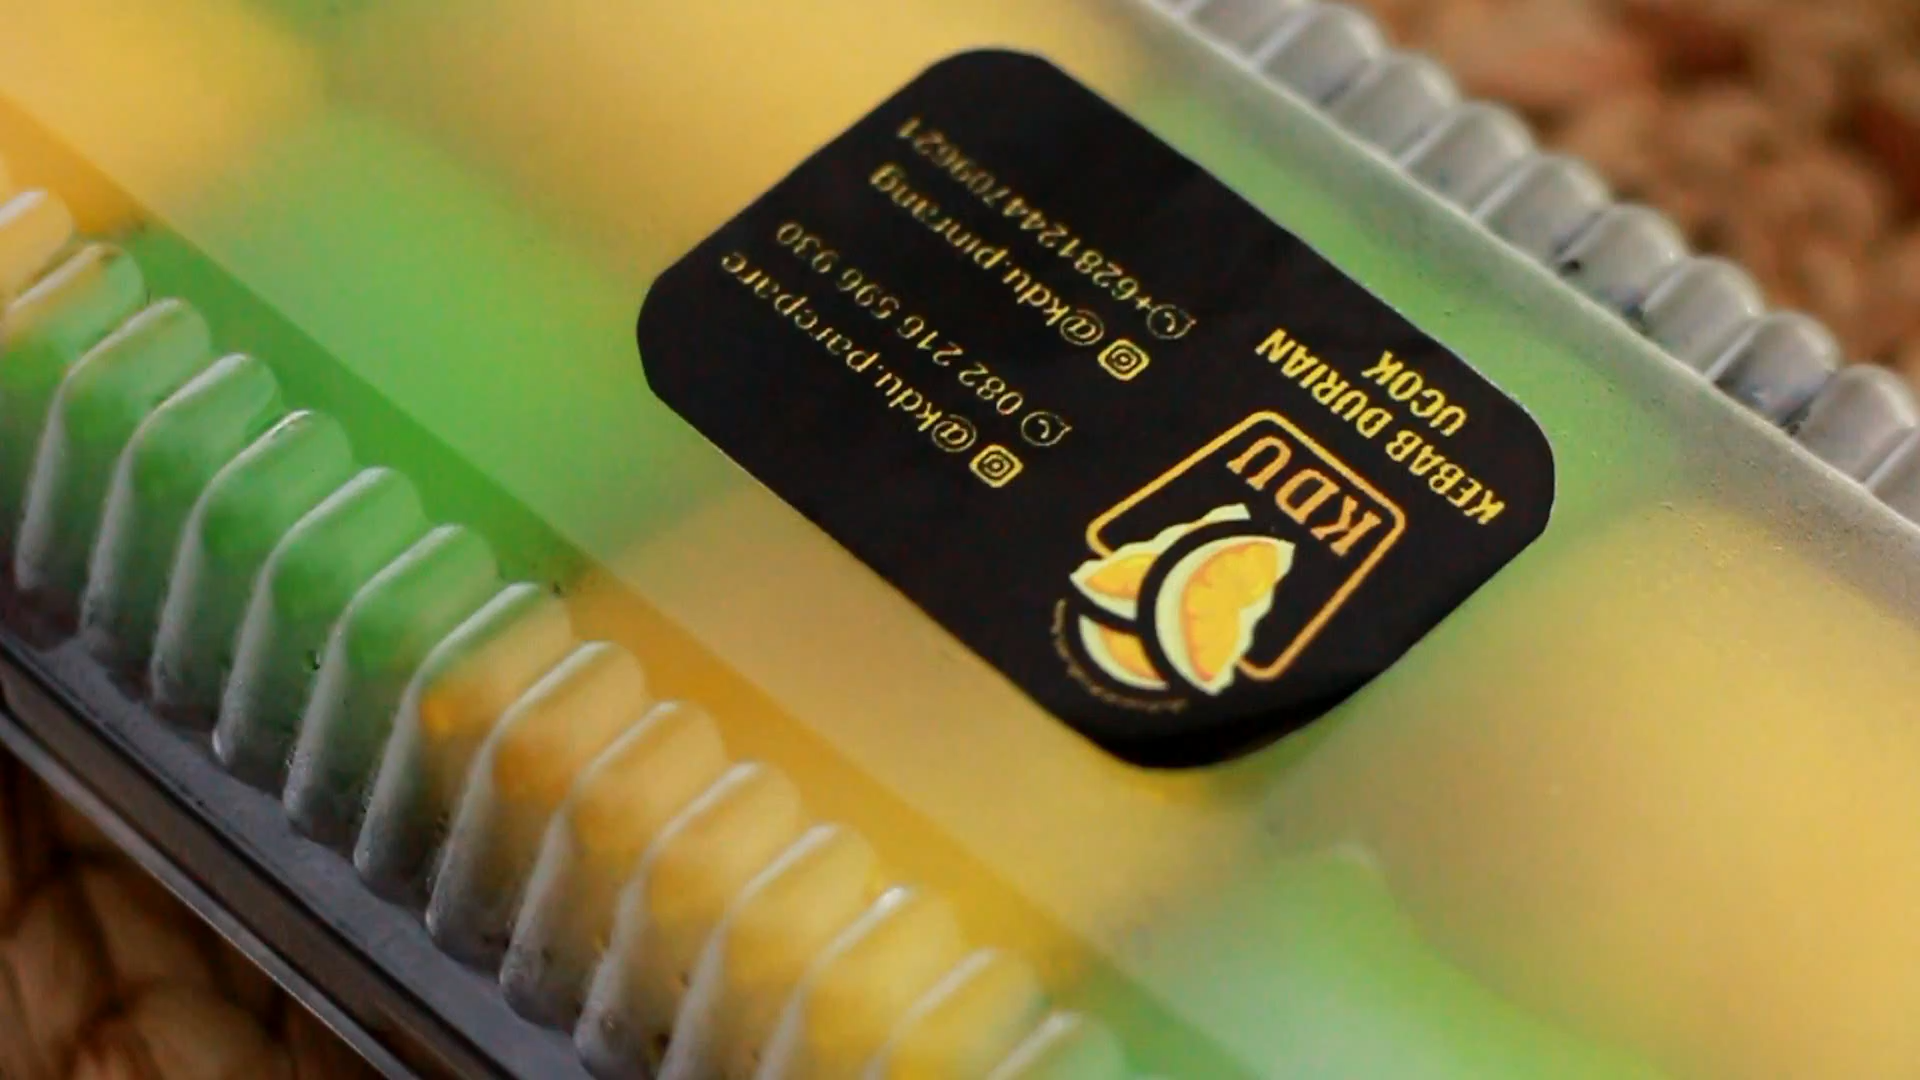 KDU
KEBAB DURIAN
UCOK
@kdu.parepare
082 216 596 930
@kdu.pinrang
+6281244709621